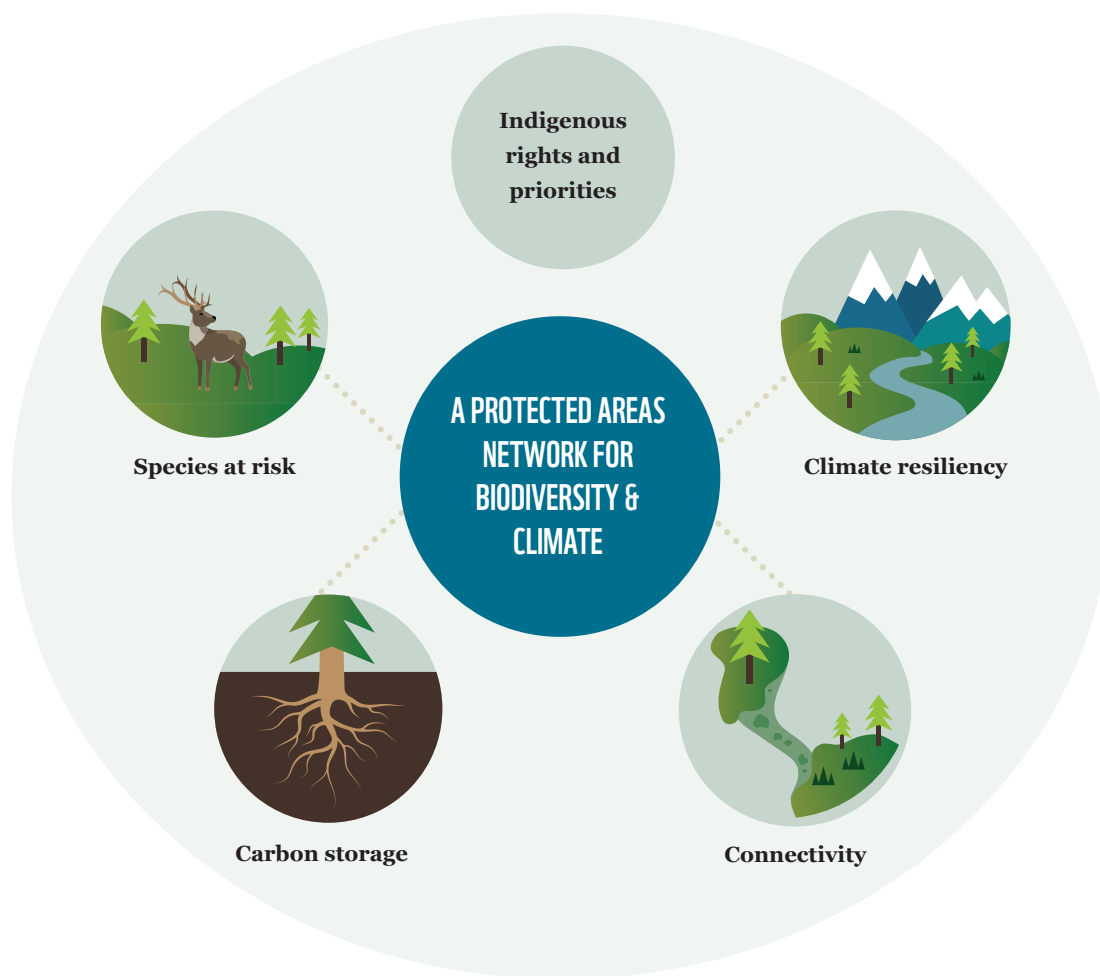 Indigenous
rights and
priorities
A PROTECTED AREAS
NETWORK FOR
BIODIVERSITY &
CLIMATE
Species at risk
Climate resiliency
Carbon storage
Connectivity